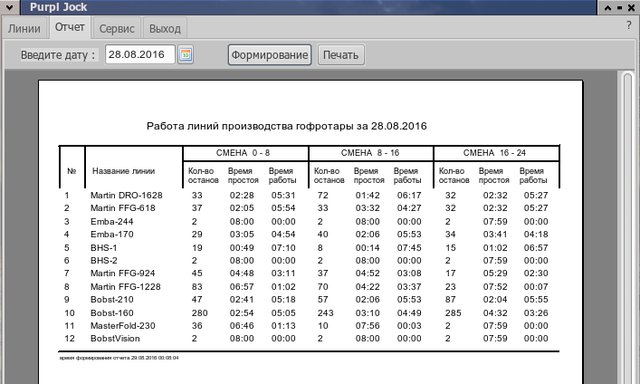 Purpl Jock
Линии Отчет Сервис Выход ?
Введите дату : 28.08.2016 Формирование Печать
Работа линий производства гофротары за 28.08.2016
СМЕНА 0 - 8 СМЕНА 8 - 16 СМЕНА 16 - 24
№ Название линии Кол-во остановов Время простоя Время работы Кол-во остановов Время простоя Время работы Кол-во остановов Время простоя Время работы
1 Martin DRO-1628 33 02:28 05:31 72 01:42 06:17 32 02:32 05:27
2 Martin FFG-618 37 02:05 05:54 33 03:32 04:27 32 02:32 05:27
3 Emba-244 2 08:00 00:00 2 08:00 00:00 2 07:59 00:00
4 Emba-170 29 03:05 04:54 40 02:06 05:53 34 03:41 04:18
5 BHS-1 19 00:49 07:10 8 00:14 07:45 15 01:02 06:57
6 BHS-2 2 08:00 00:00 2 08:00 00:00 2 07:59 00:00
7 Martin FFG-924 45 04:48 03:11 37 04:52 03:08 17 05:29 02:30
8 Martin FFG-1228 83 06:57 01:02 70 04:22 03:37 23 07:52 00:07
9 Bobst-210 47 02:41 05:18 57 02:06 05:53 87 02:04 05:55
10 Bobst-160 280 02:54 05:05 243 03:10 04:49 285 04:32 03:26
11 MasterFold-230 36 06:46 01:13 10 07:56 00:03 2 07:59 00:00
12 BobstVision 2 08:00 00:00 2 08:00 00:00 2 07:59 00:00
время формирования отчета 29.08.2016 00:08:04